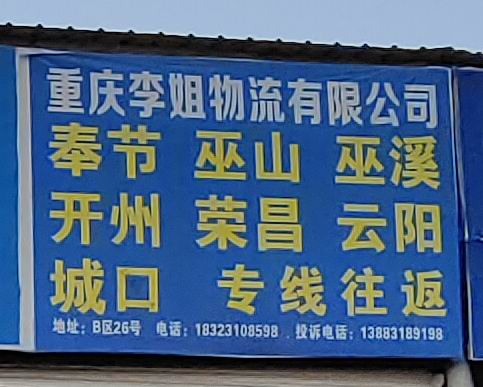 重庆李姐物流有限公司
奉节 巫山 巫溪
开州 荣昌 云阳
城口 专线往返
地址：B区26号 电话：18323108598 . 投诉电话：13883189198